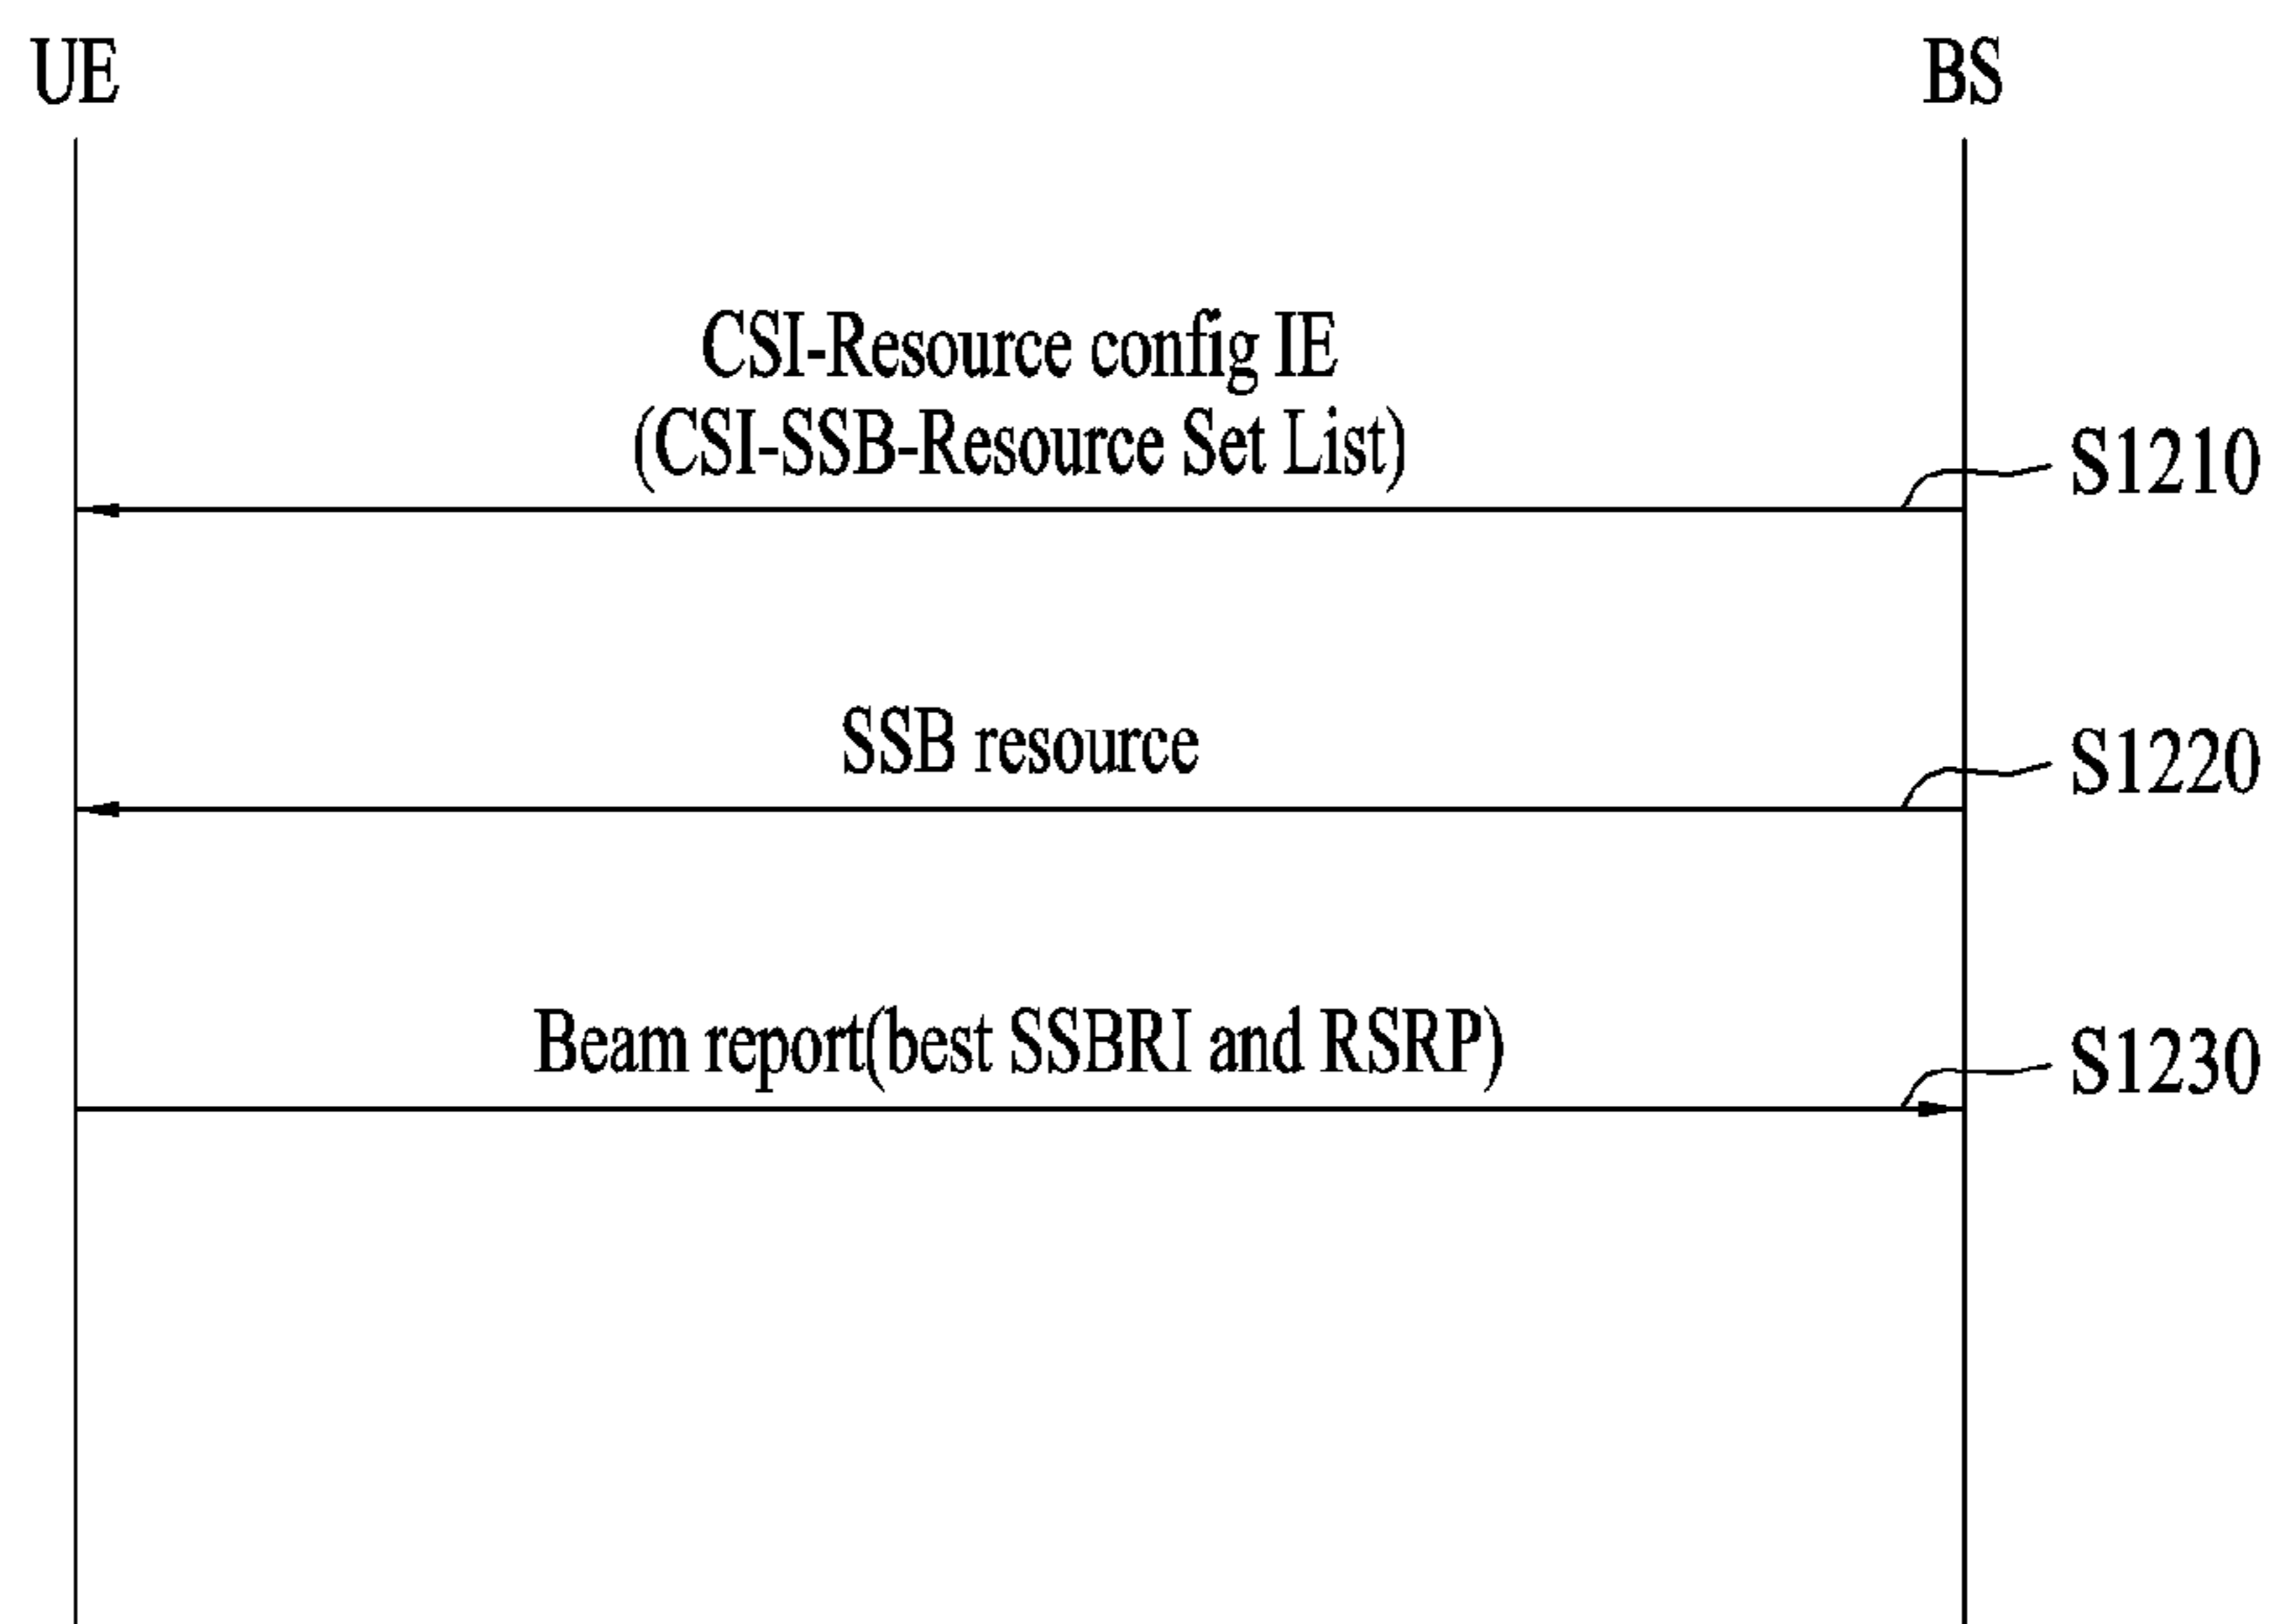 UE
BS
CSI-Resource config IE
(CSI-SSB-Resource Set List)
S1210
SSB resource
S1220
Beam report(best SSBRI and RSRP)
S1230